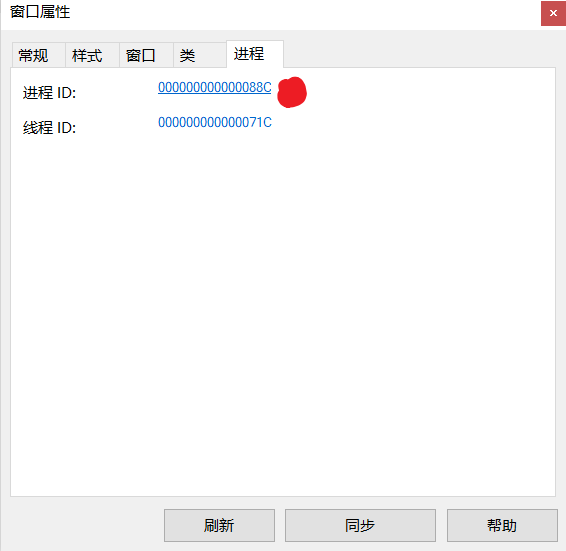 窗口属性
常规 样式 窗口 类 进程
进程 ID: 000000000000088C
线程 ID: 000000000000071C
刷新 同步 帮助